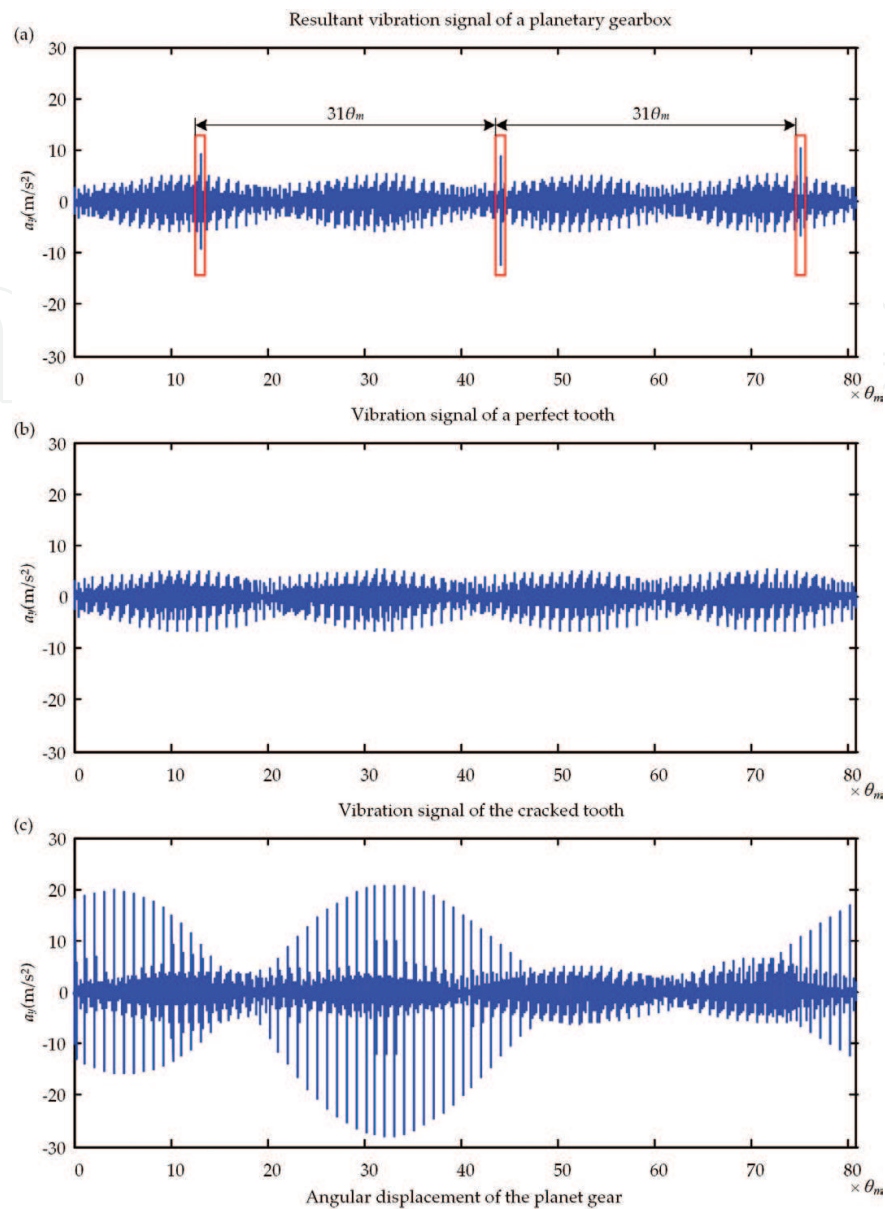 Resultant vibration signal of a planetary gearbox
(a)
30
20
10
0
-10
-20
-30
a_y(m/s²)
31θ_m 31θ_m
0 10 20 30 40 50 60 70 80
× θ_m
Vibration signal of a perfect tooth
(b)
30
20
10
0
-10
-20
-30
a_y(m/s²)
0 10 20 30 40 50 60 70 80
× θ_m
Vibration signal of the cracked tooth
(c)
30
20
10
0
-10
-20
-30
a_y(m/s²)
0 10 20 30 40 50 60 70 80
× θ_m
Angular displacement of the planet gear